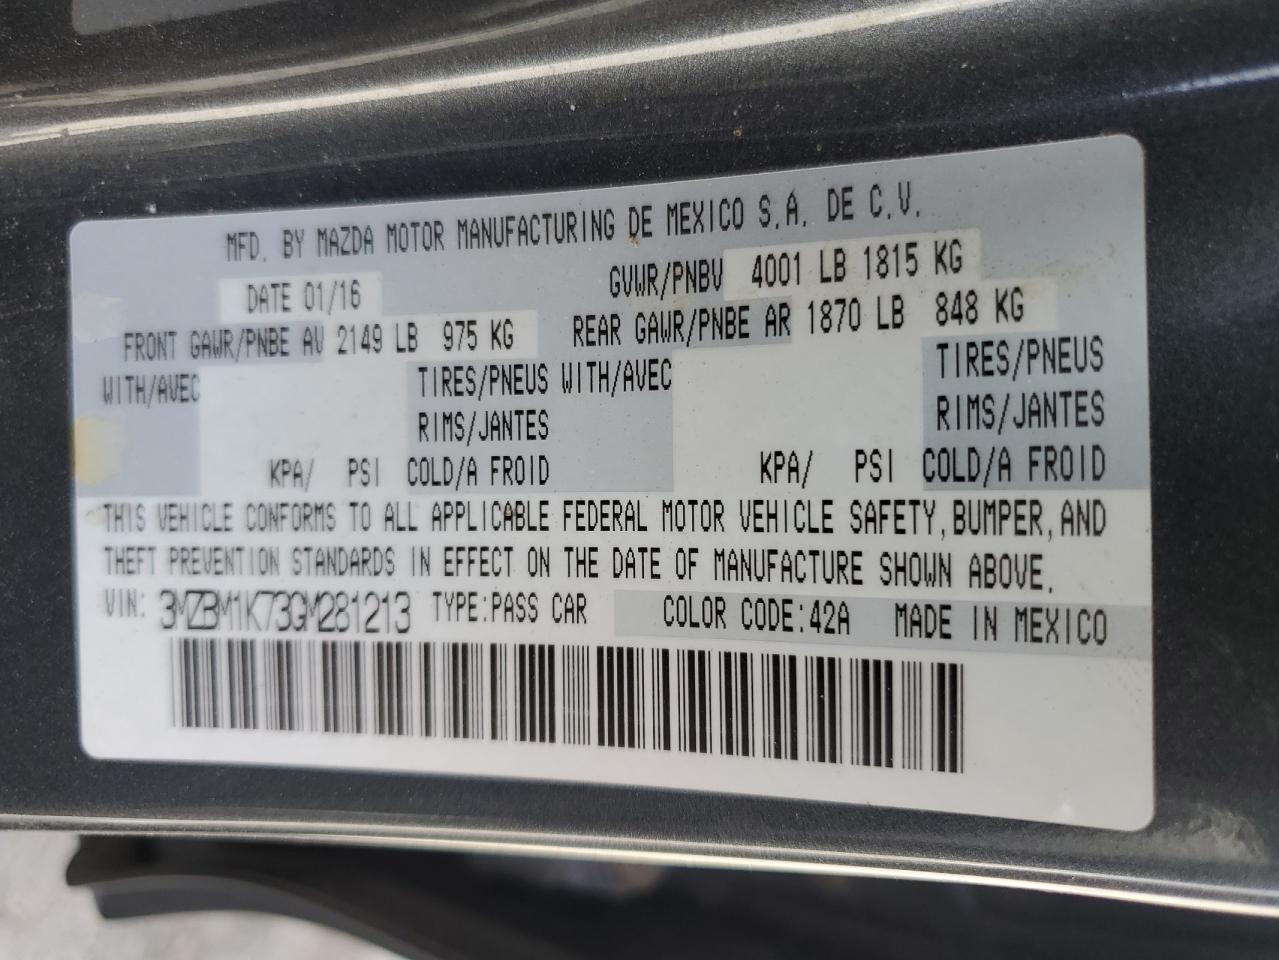 MFD. BY MAZDA MOTOR MANUFACTURING DE MEXICO S.A. DE C.V.
DATE 01/16 GVWR/PNBV 4001 LB 1815 KG
FRONT GAWR/PNBE AV 2149 LB 975 KG REAR GAWR/PNBE AR 1870 LB 848 KG
WITH/AVEC TIRES/PNEUS WITH/AVEC TIRES/PNEUS
RIMS/JANTES RIMS/JANTES
KPA/ PSI COLD/A FROID KPA/ PSI COLD/A FROID
THIS VEHICLE CONFORMS TO ALL APPLICABLE FEDERAL MOTOR VEHICLE SAFETY, BUMPER, AND
THEFT PREVENTION STANDARDS IN EFFECT ON THE DATE OF MANUFACTURE SHOWN ABOVE.
VIN: 3MZBM1K73GM281213 TYPE:PASS CAR COLOR CODE:42A MADE IN MEXICO